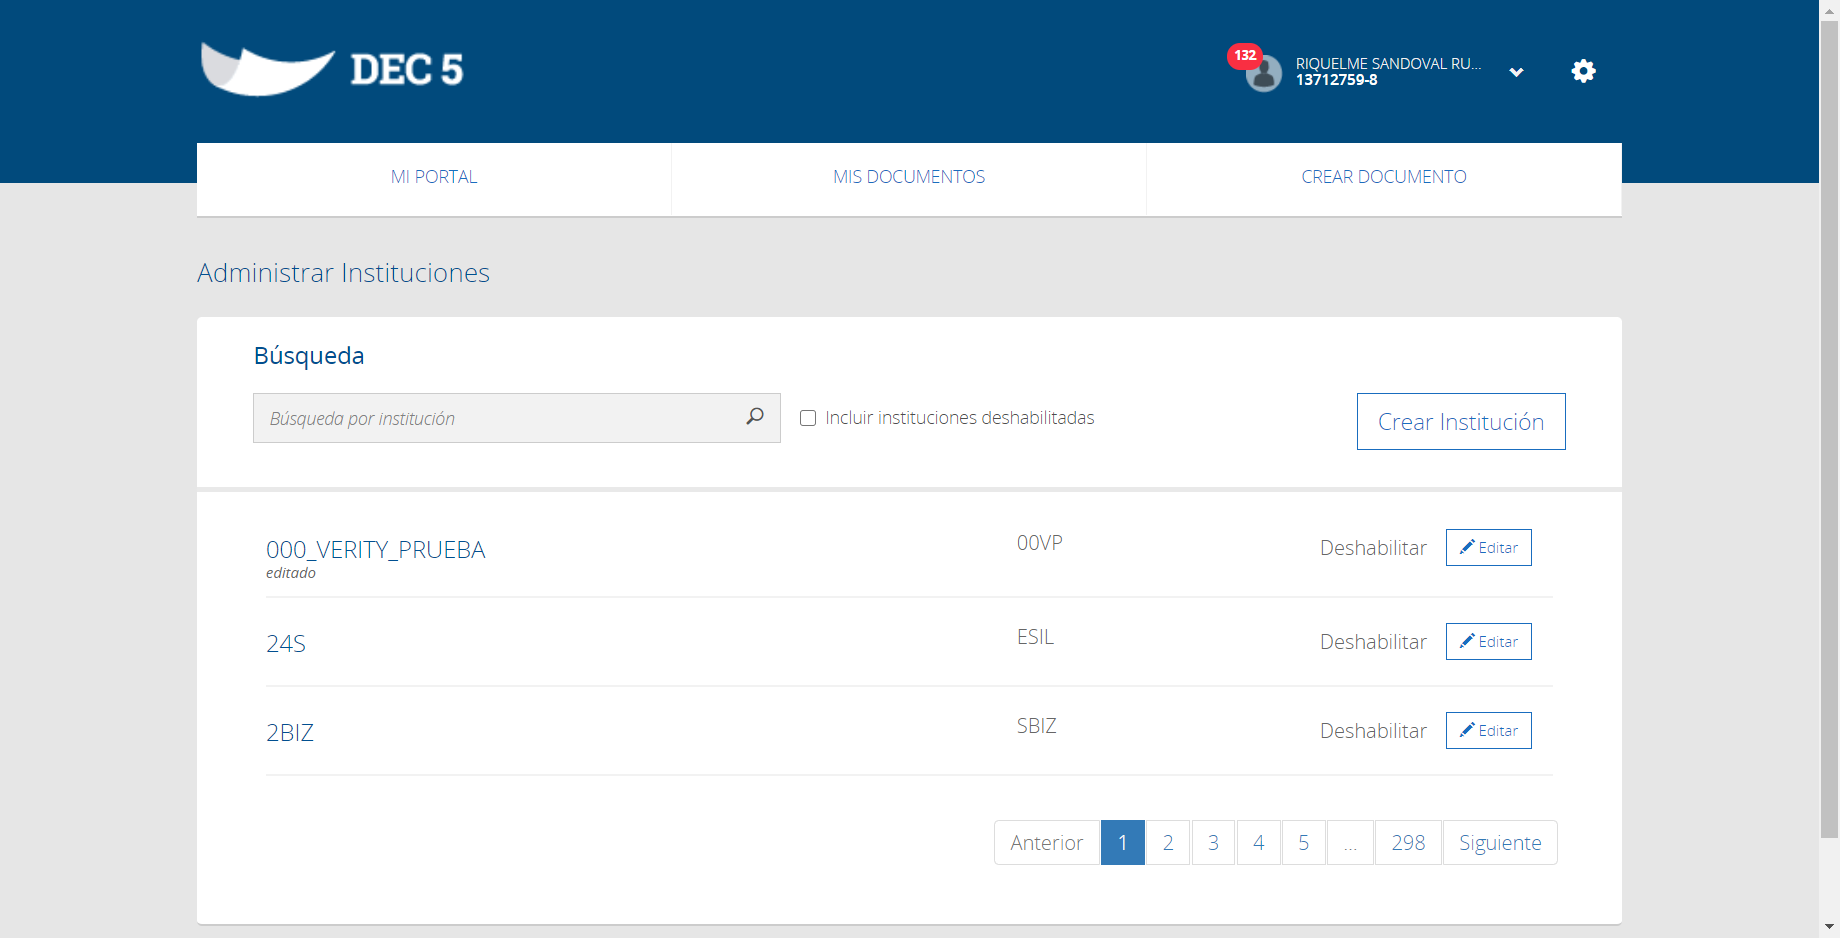 DEC 5
132
RIQUELME SANDOVAL RU...
13712759-8
MI PORTAL
MIS DOCUMENTOS
CREAR DOCUMENTO
Administrar Instituciones
Búsqueda
Búsqueda por institución
Incluir instituciones deshabilitadas
Crear Institución
000_VERITY_PRUEBA
editado
00VP
Deshabilitar
Editar
24S
ESIL
Deshabilitar
Editar
2BIZ
SBIZ
Deshabilitar
Editar
Anterior 1 2 3 4 5 ... 298 Siguiente